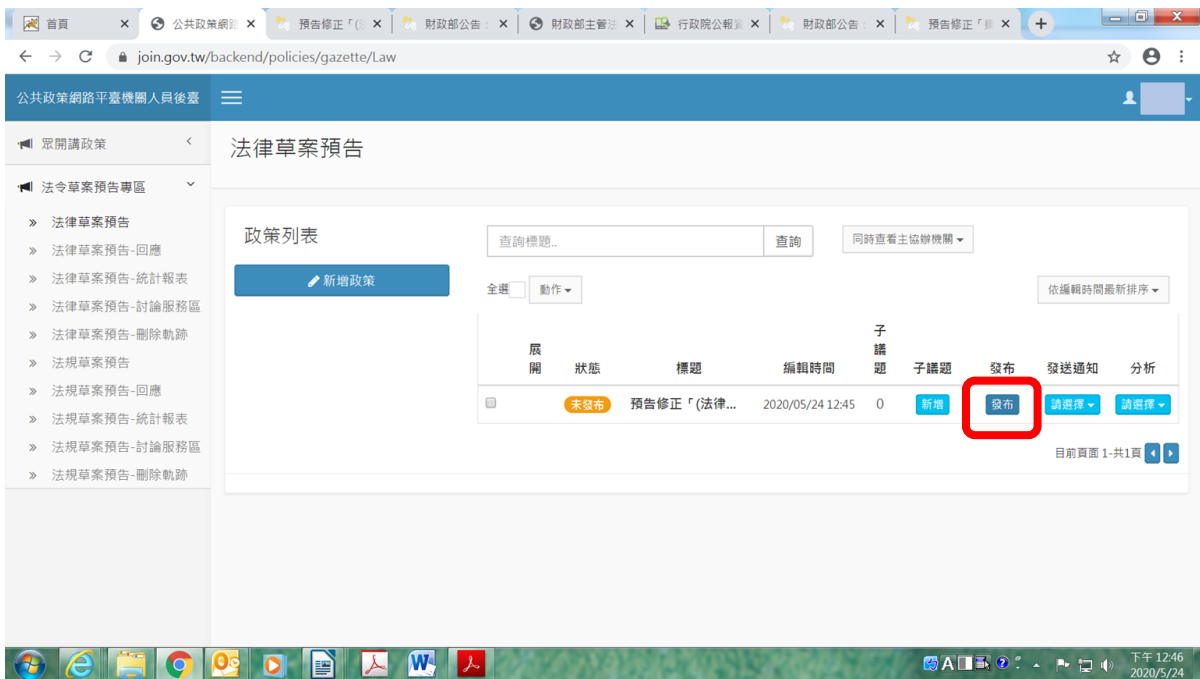 首頁
公共政策網路
預告修正「(
財政部公告：
財政部主管法
行政院公報資
財政部公告：
預告修正「
join.gov.tw/backend/policies/gazette/Law
公共政策網路平臺機關人員後臺
眾開講政策
法令草案預告專區
法律草案預告
法律草案預告-回應
法律草案預告-統計報表
法律草案預告-討論服務區
法律草案預告-刪除軌跡
法規草案預告
法規草案預告-回應
法規草案預告-統計報表
法規草案預告-討論服務區
法規草案預告-刪除軌跡
法律草案預告
政策列表
新增政策
查詢標題..
查詢
同時查看主協辦機關
全選
動作
依編輯時間最新排序
展開 狀態 標題 編輯時間 子議題 子議題 發布 發送通知 分析
未發布 預告修正「(法律... 2020/05/24 12:45 0 新增 發布 請選擇 請選擇
目前頁面 1-共1頁
下午 12:46
2020/5/24